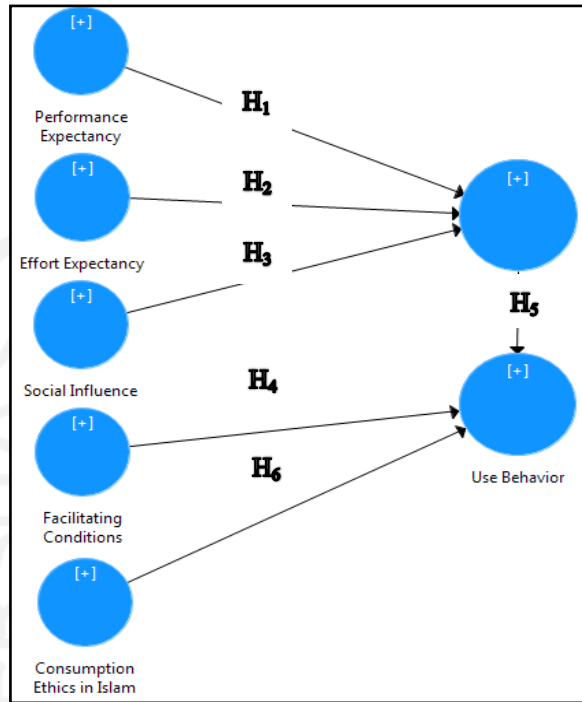 [+]
Performance
Expectancy
H₁
[+]
Effort Expectancy
H₂
[+]
Social Influence
H₃
[+]
Facilitating
Conditions
H₄
[+]
Consumption
Ethics in Islam
H₆
[+]
H₅
[+]
Use Behavior